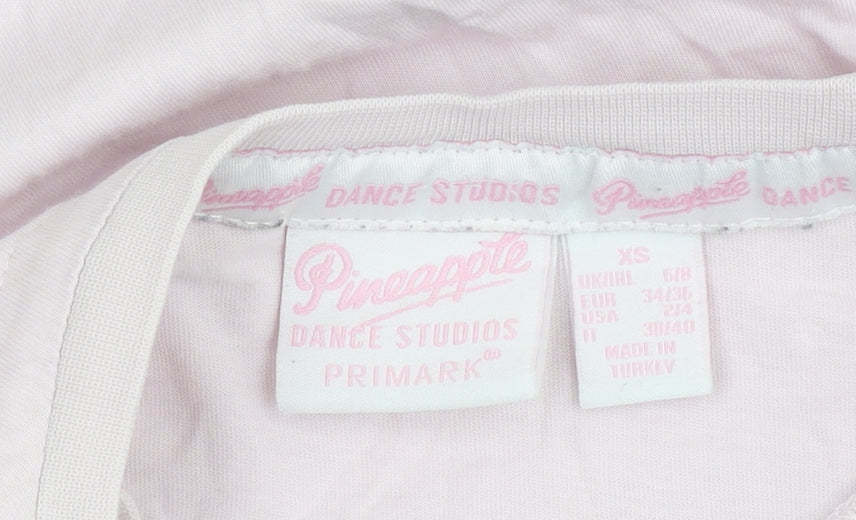 Pineapple DANCE STUDIOS Pineapple DANCE
Pineapple
DANCE STUDIOS
PRIMARK®
XS
UK/IRL 6/8
EUR 34/36
USA 2/4
IT 38/40
MADE IN
TURKEY